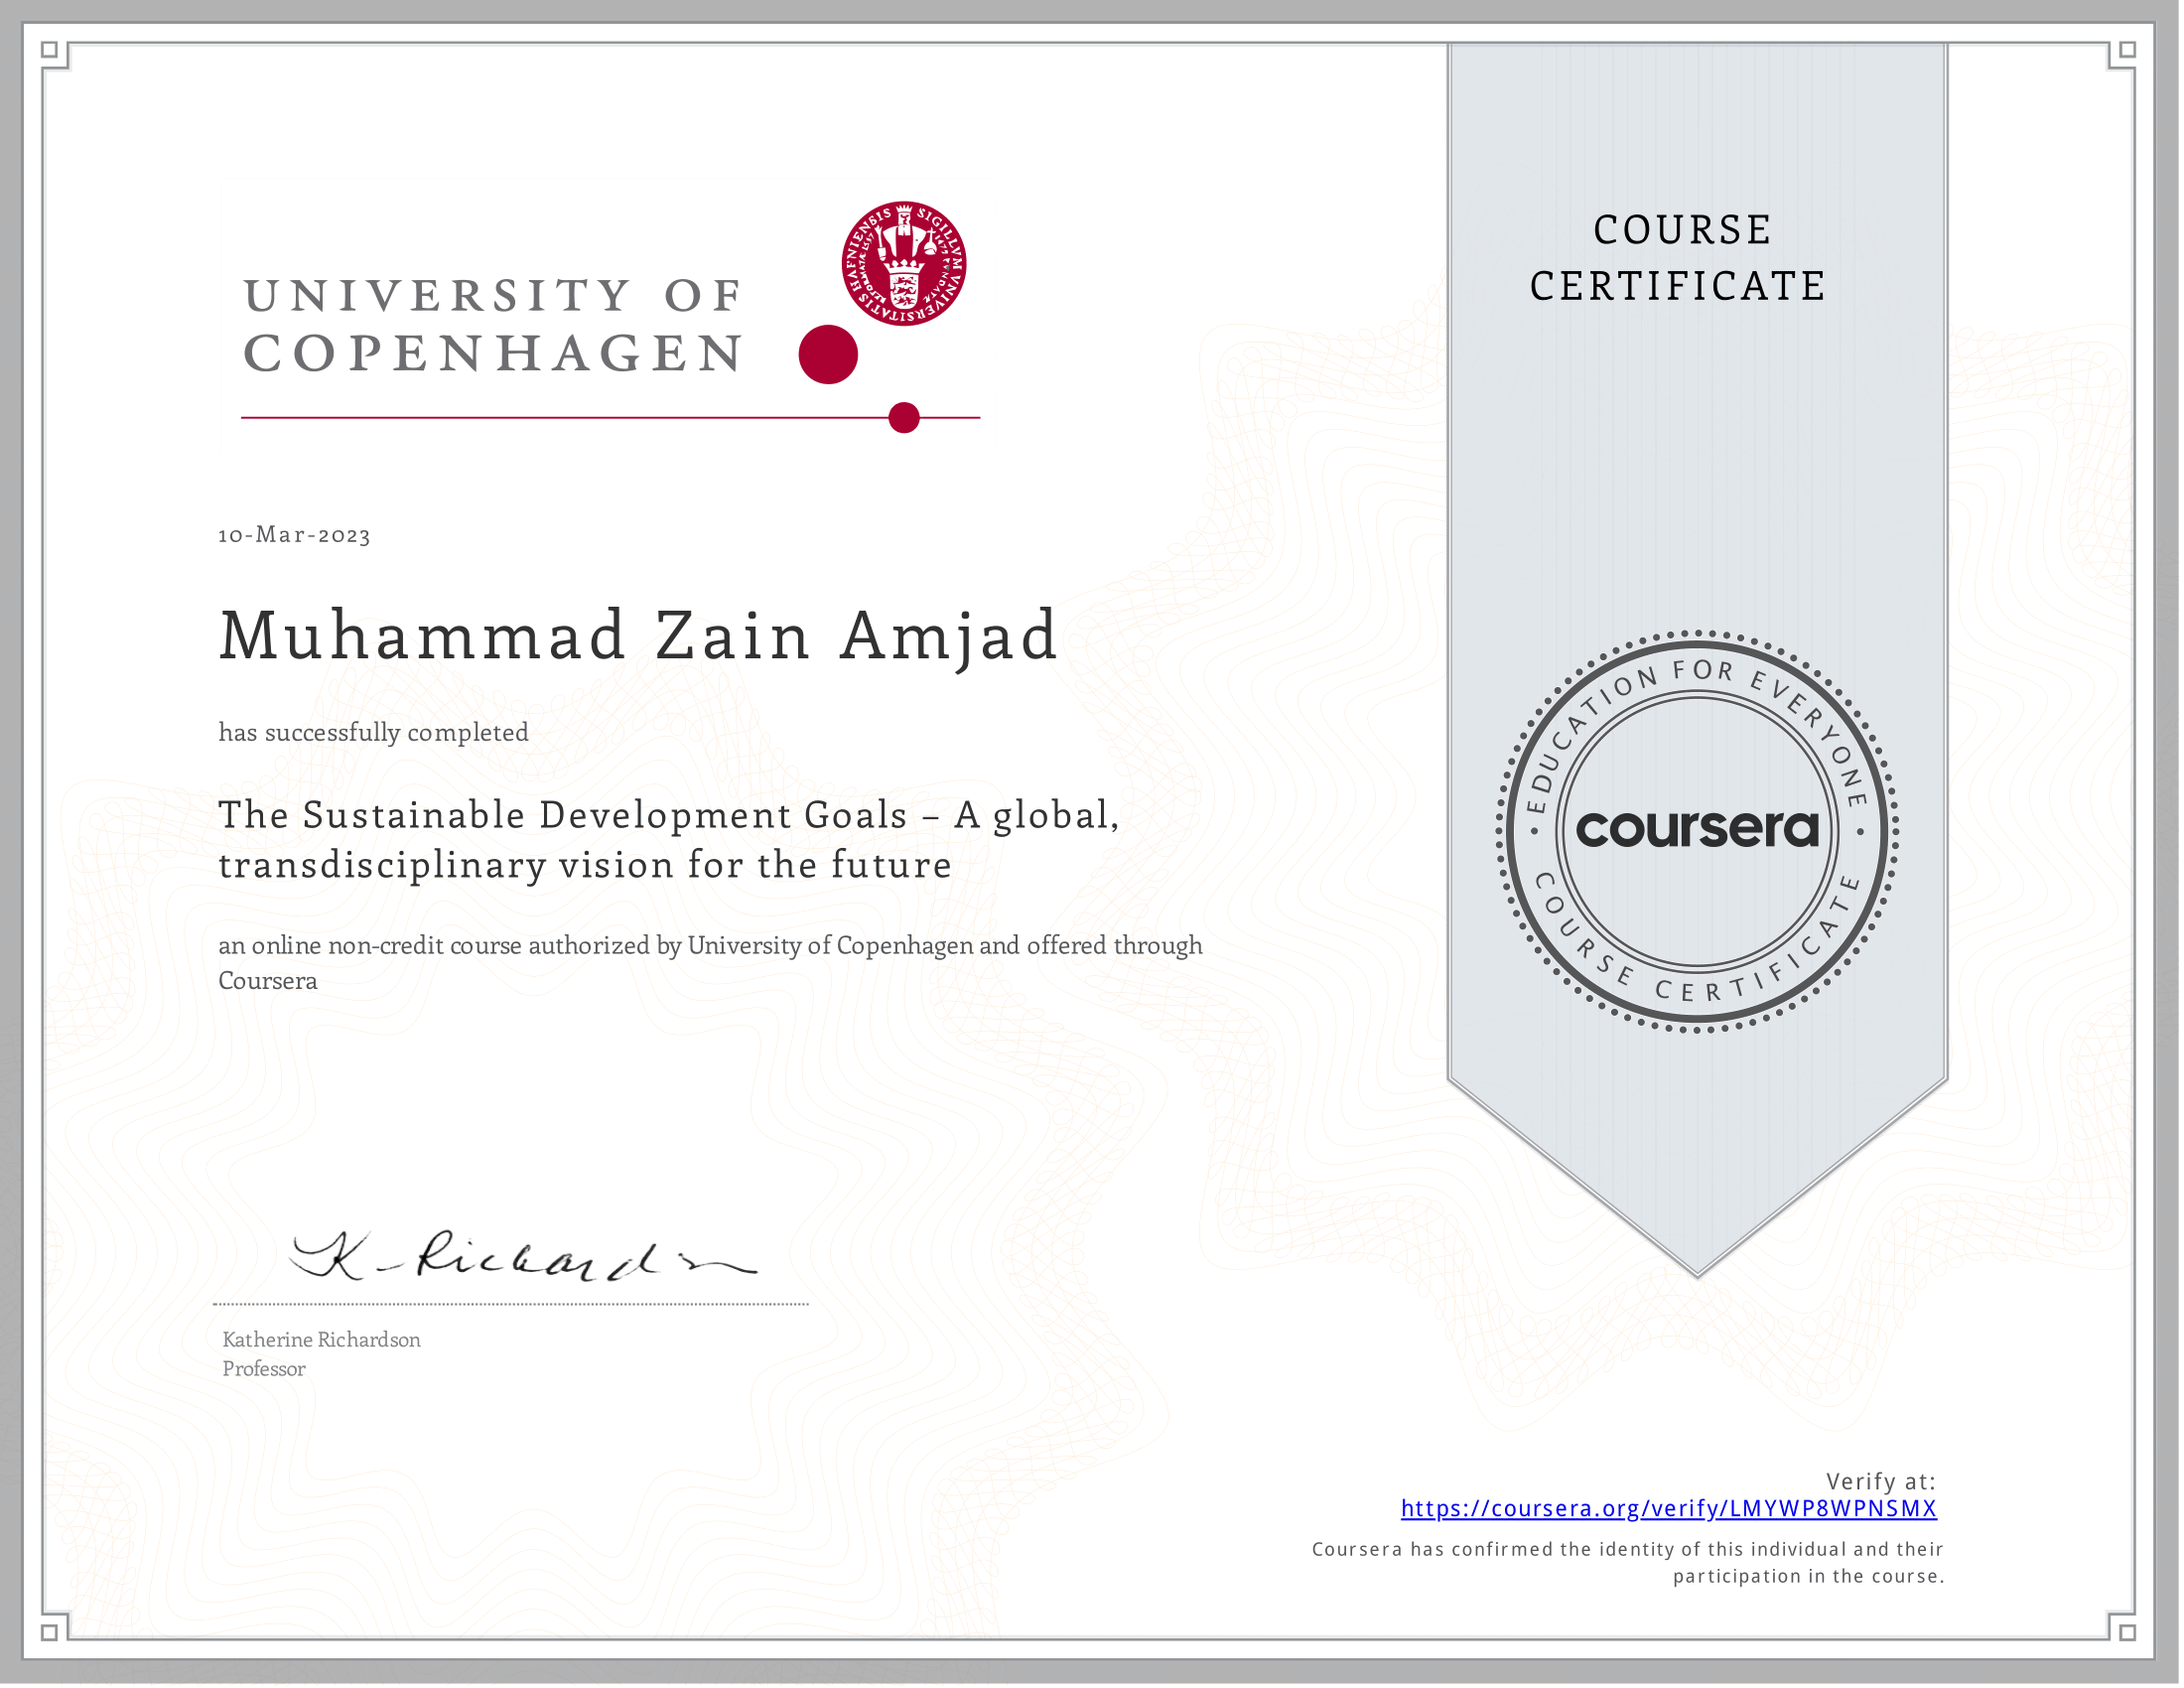 UNIVERSITY OF
COPENHAGEN
SIGILLVM VNIVERSITATIS HAFNIENSIS
COURSE
CERTIFICATE
10-Mar-2023
Muhammad Zain Amjad
has successfully completed
The Sustainable Development Goals – A global,
transdisciplinary vision for the future
an online non-credit course authorized by University of Copenhagen and offered through
Coursera
EDUCATION FOR EVERYONE
coursera
COURSE CERTIFICATE
K Richardson
Katherine Richardson
Professor
Verify at:
https://coursera.org/verify/LMYWP8WPNSMX
Coursera has confirmed the identity of this individual and their
participation in the course.